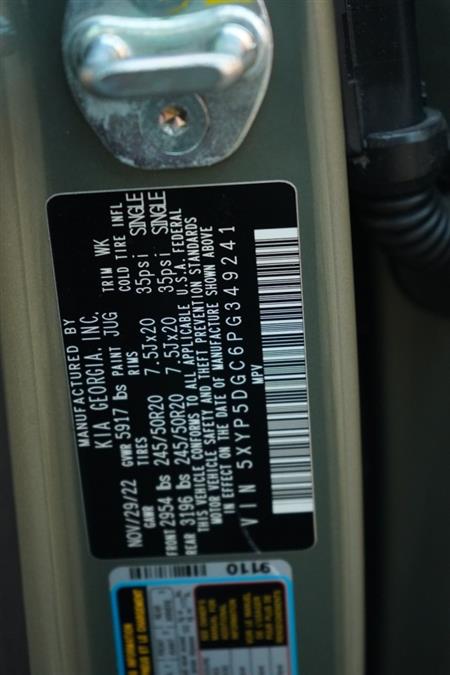 MANUFACTURED BY
KIA GEORGIA, INC.
NOV/29/22 GVWR 5917 lbs PAINT JUG TRIM WK
GAWR TIRES RIMS COLD TIRE INFL
FRONT 2954 lbs 245/50R20 7.5Jx20 35psi SINGLE
REAR 3196 lbs 245/50R20 7.5Jx20 35psi SINGLE
THIS VEHICLE CONFORMS TO ALL APPLICABLE U.S.A. FEDERAL
MOTOR VEHICLE SAFETY AND THEFT PREVENTION STANDARDS
IN EFFECT ON THE DATE OF MANUFACTURE SHOWN ABOVE
VIN 5XYP5DGC6PG349241
MPV
9110